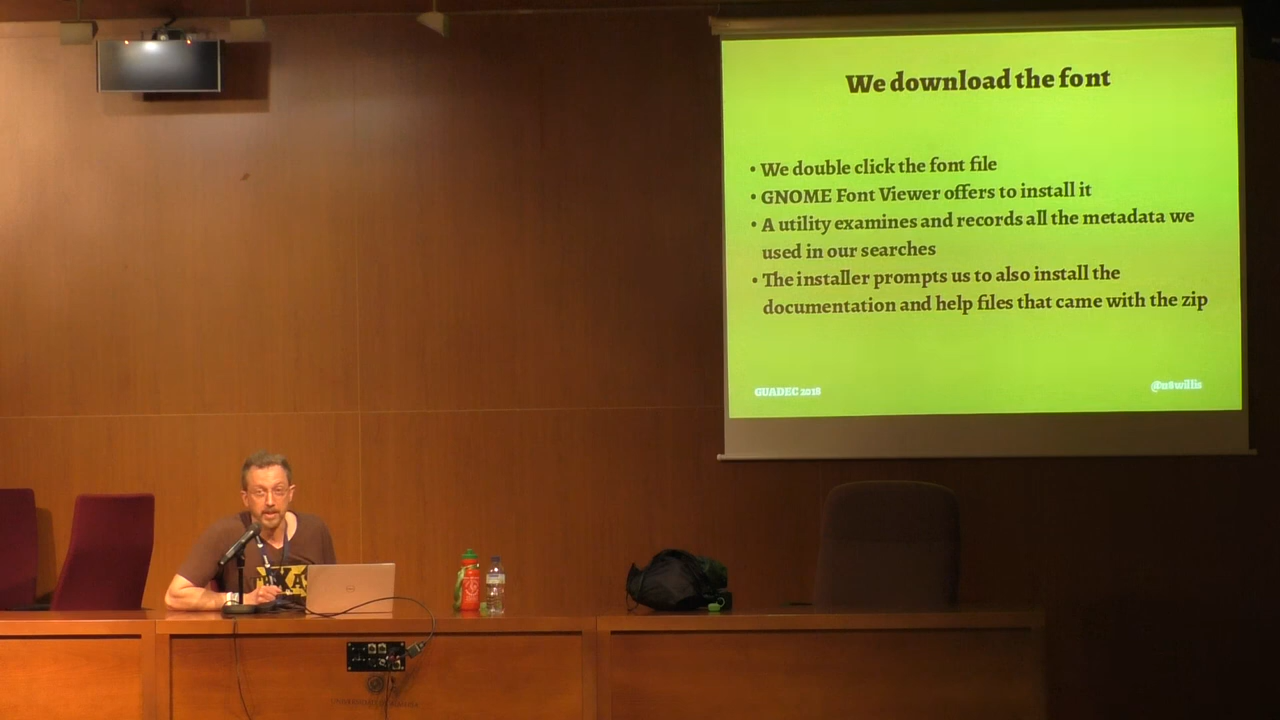 We download the font
• We double click the font file
• GNOME Font Viewer offers to install it
• A utility examines and records all the metadata we
used in our searches
• The installer prompts us to also install the
documentation and help files that came with the zip
GUADEC 2018
@n8willis
DELL